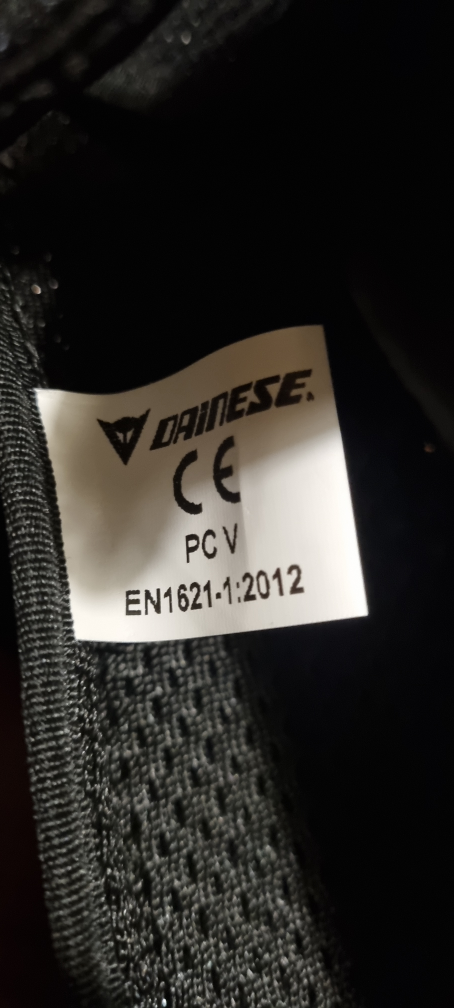 DAINESE
CE
PC V
EN1621-1:2012